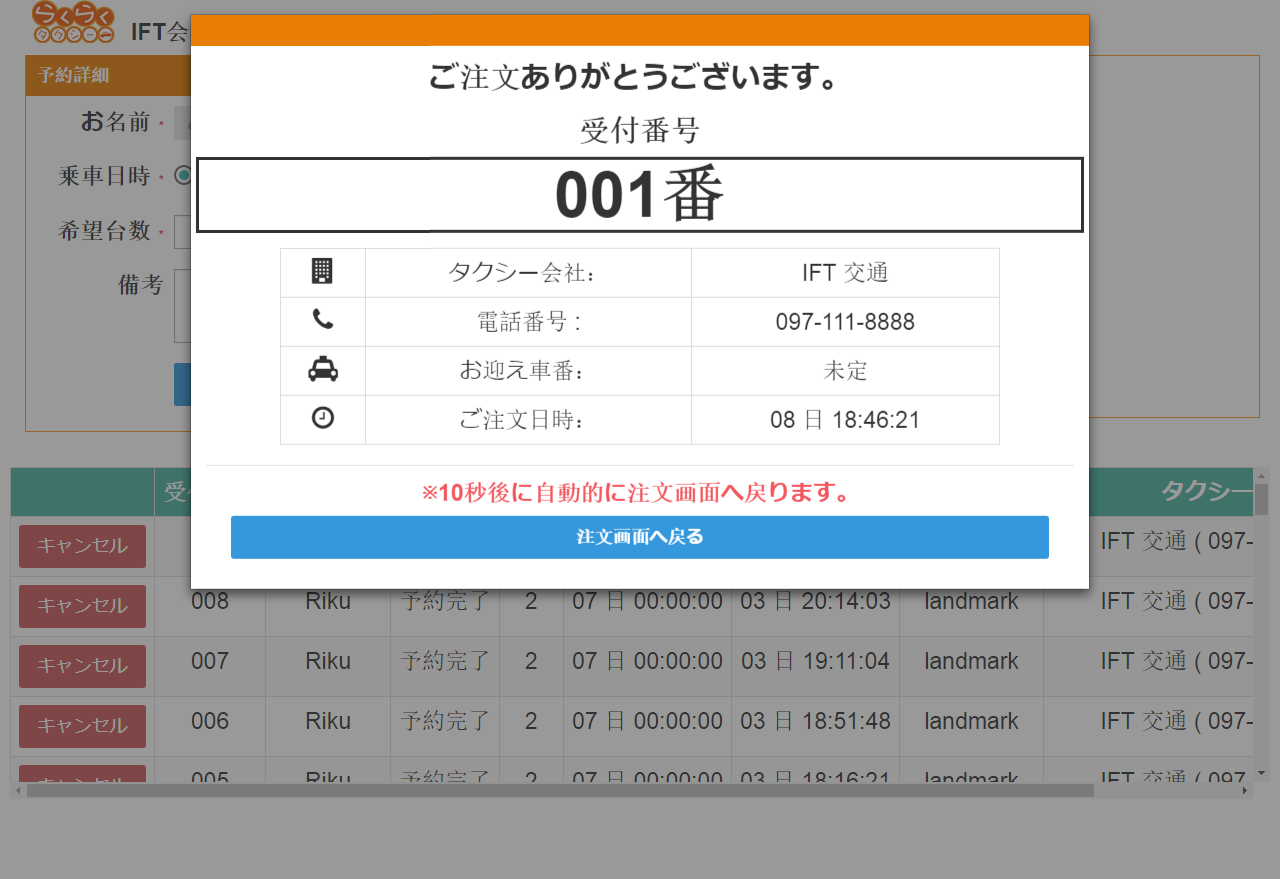 らくらく
タクシー
IFT会
予約詳細
お名前 *
乗車日時 *
希望台数 *
備考
ご注文ありがとうございます。
受付番号
001番
タクシー会社: IFT 交通
電話番号 : 097-111-8888
お迎え車番: 未定
ご注文日時: 08 日 18:46:21
※10秒後に自動的に注文画面へ戻ります。
注文画面へ戻る
受 タクシー
キャンセル IFT 交通 ( 097-
キャンセル 008 Riku 予約完了 2 07 日 00:00:00 03 日 20:14:03 landmark IFT 交通 ( 097-
キャンセル 007 Riku 予約完了 2 07 日 00:00:00 03 日 19:11:04 landmark IFT 交通 ( 097-
キャンセル 006 Riku 予約完了 2 07 日 00:00:00 03 日 18:51:48 landmark IFT 交通 ( 097-
キャンセル 005 Riku 予約完了 2 07 日 00:00:00 03 日 18:16:21 landmark IFT 交通 ( 097-